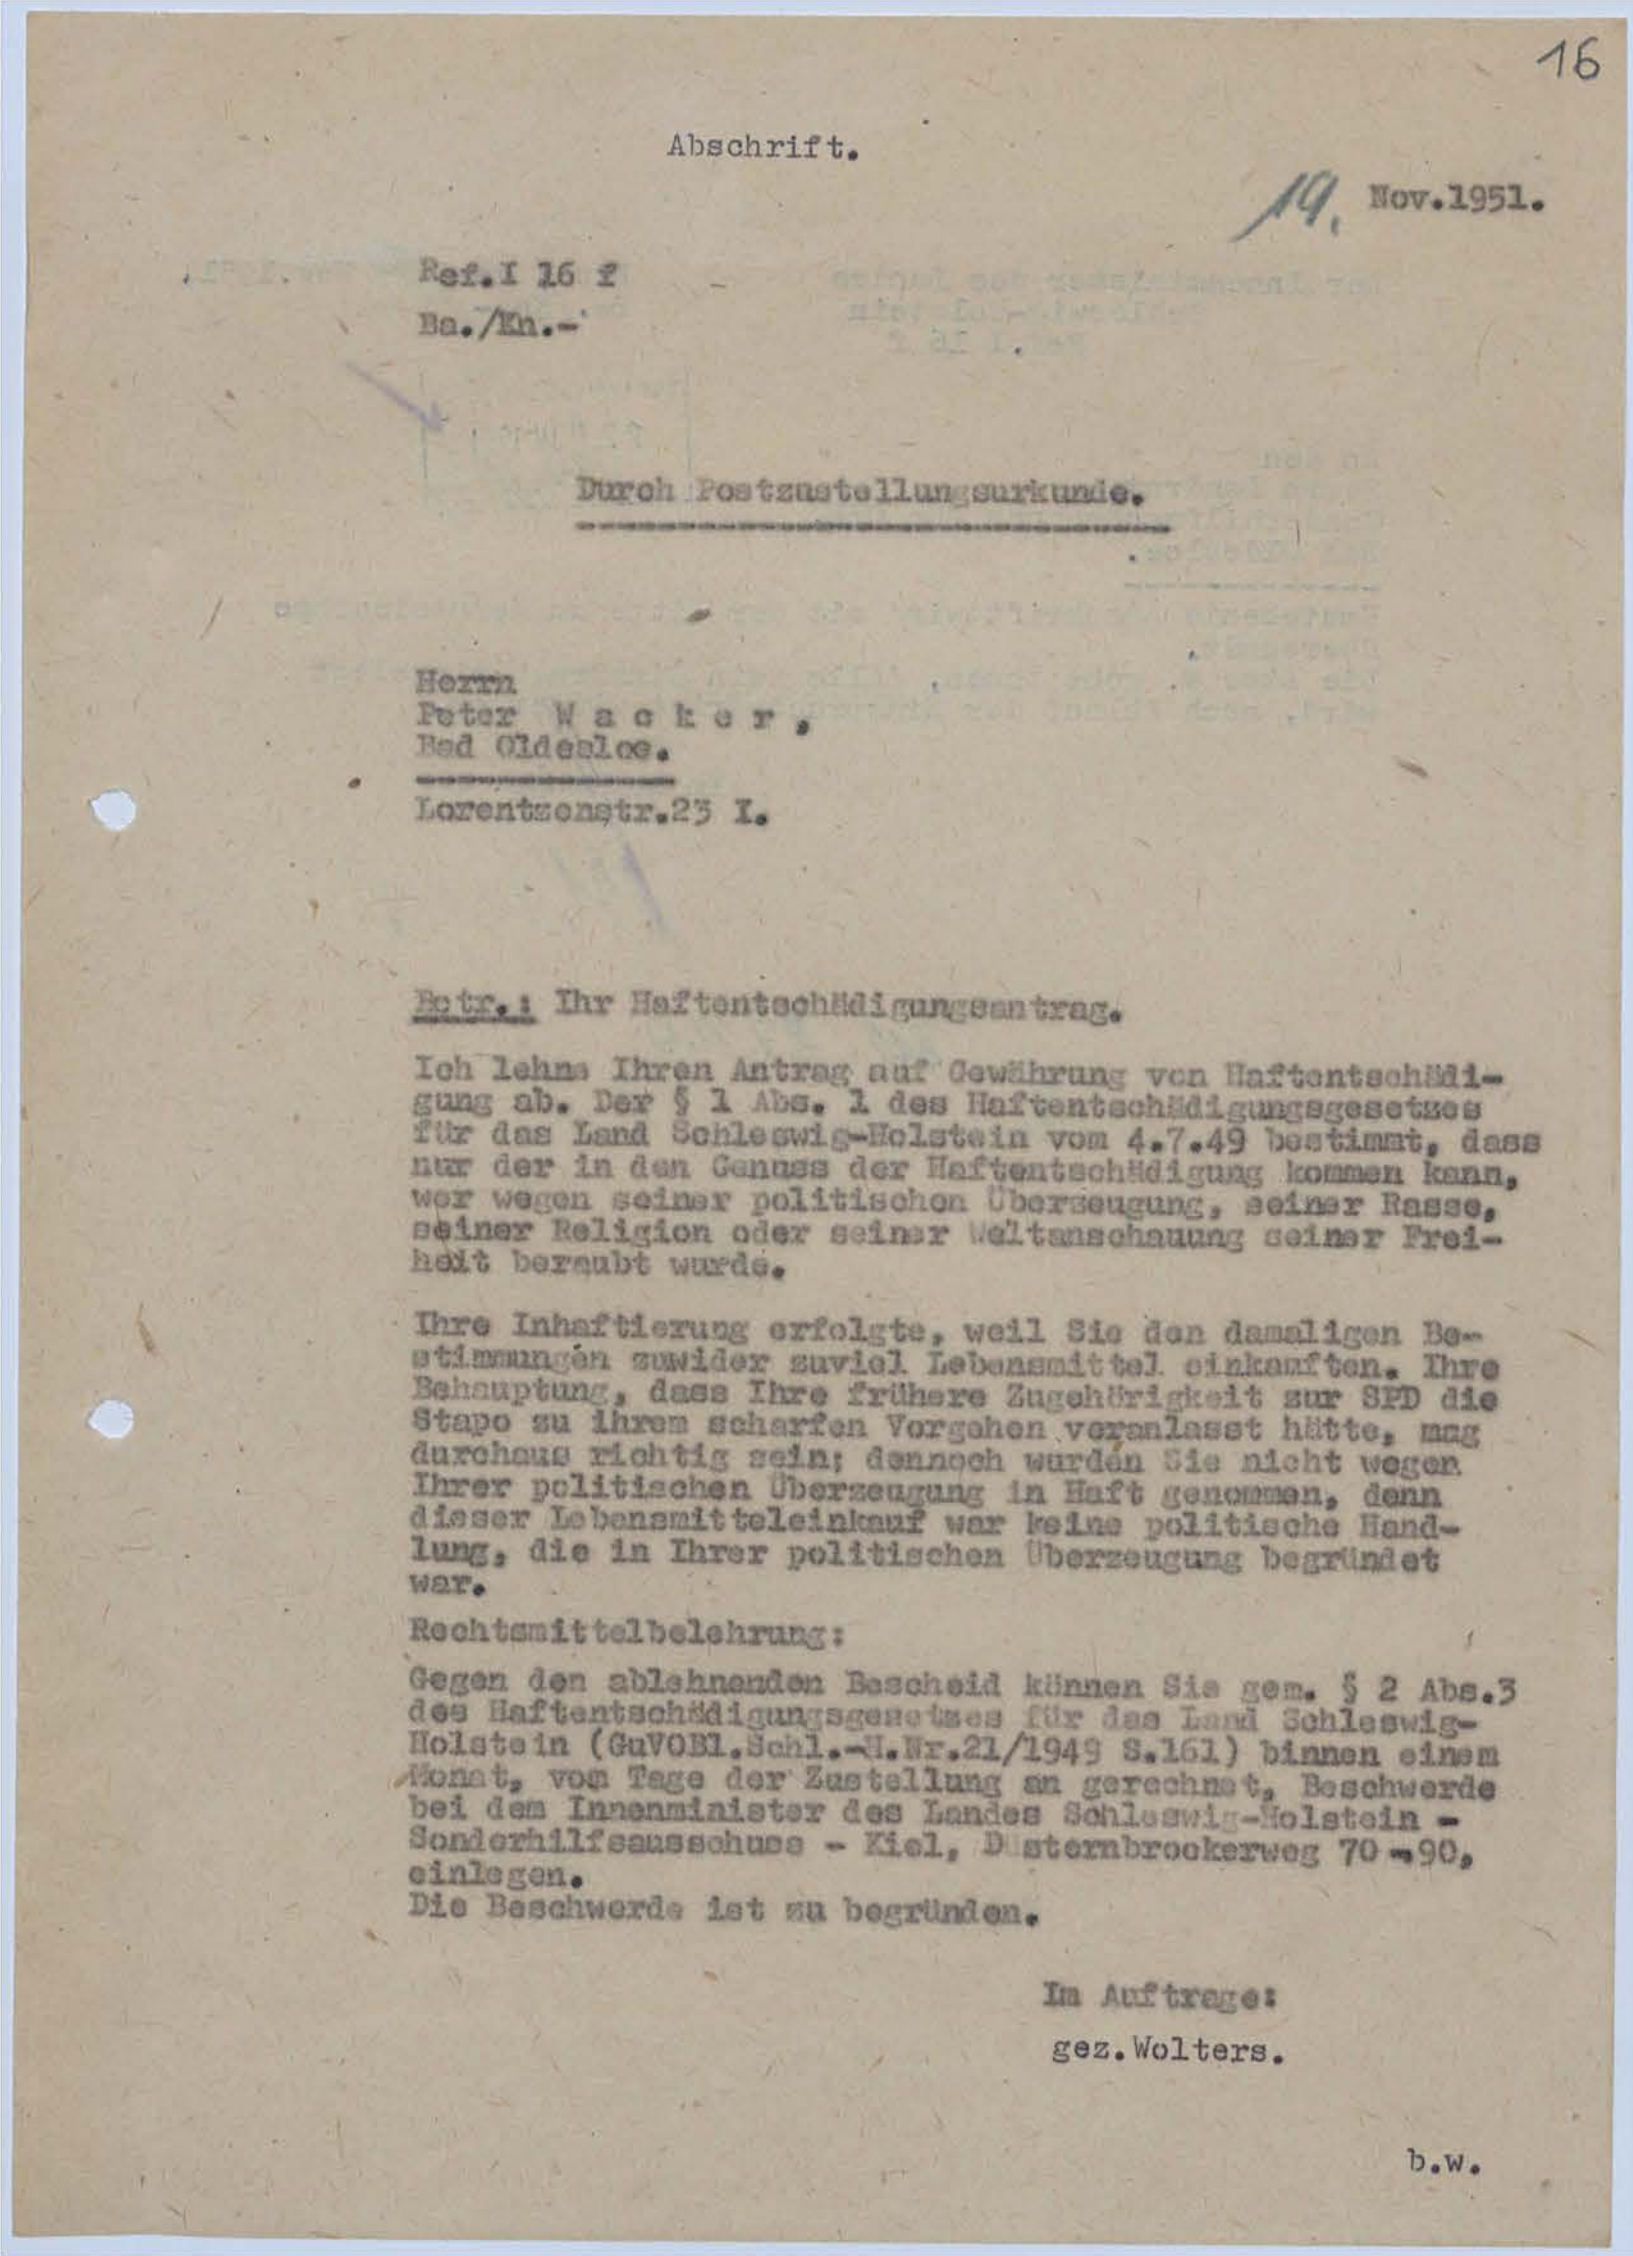 16
Abschrift.
19. Nov.1951.
Ref.I 16 f
Ba./Kn.-
Durch Postzustellungsurkunde.
Herrn
Peter W a c k e r ,
Bad Oldesloe.
Lorentzenstr.23 I.
Betr.: Ihr Haftentschädigungsantrag.
Ich lehne Ihren Antrag auf Gewährung von Haftentschädi-
gung ab. Der § 1 Abs. 1 des Haftentschädigungsgesetzes
für das Land Schleswig-Holstein vom 4.7.49 bestimmt, dass
nur der in den Genuss der Haftentschädigung kommen kann,
wer wegen seiner politischen Überzeugung, seiner Rasse,
seiner Religion oder seiner Weltanschauung seiner Frei-
heit beraubt wurde.
Ihre Inhaftierung erfolgte, weil Sie den damaligen Be-
stimmungen zuwider zuviel Lebensmittel einkauften. Ihre
Behauptung, dass Ihre frühere Zugehörigkeit zur SPD die
Stapo zu ihrem scharfen Vorgehen veranlasst hätte, mag
durchaus richtig sein; dennoch wurden Sie nicht wegen
Ihrer politischen Überzeugung in Haft genommen, denn
dieser Lebensmitteleinkauf war keine politische Hand-
lung, die in Ihrer politischen Überzeugung begründet
war.
Rechtsmittelbelehrung:
Gegen den ablehnenden Bescheid können Sie gem. § 2 Abs.3
des Haftentschädigungsgesetzes für das Land Schleswig-
Holstein (GuVOBl.Schl.-H.Nr.21/1949 S.161) binnen einem
Monat, vom Tage der Zustellung an gerechnet, Beschwerde
bei dem Innenminister des Landes Schleswig-Holstein -
Sonderhilfsausschuss - Kiel, Düsternbrookerweg 70-90,
einlegen.
Die Beschwerde ist zu begründen.
Im Auftrage:
gez.Wolters.
b.w.